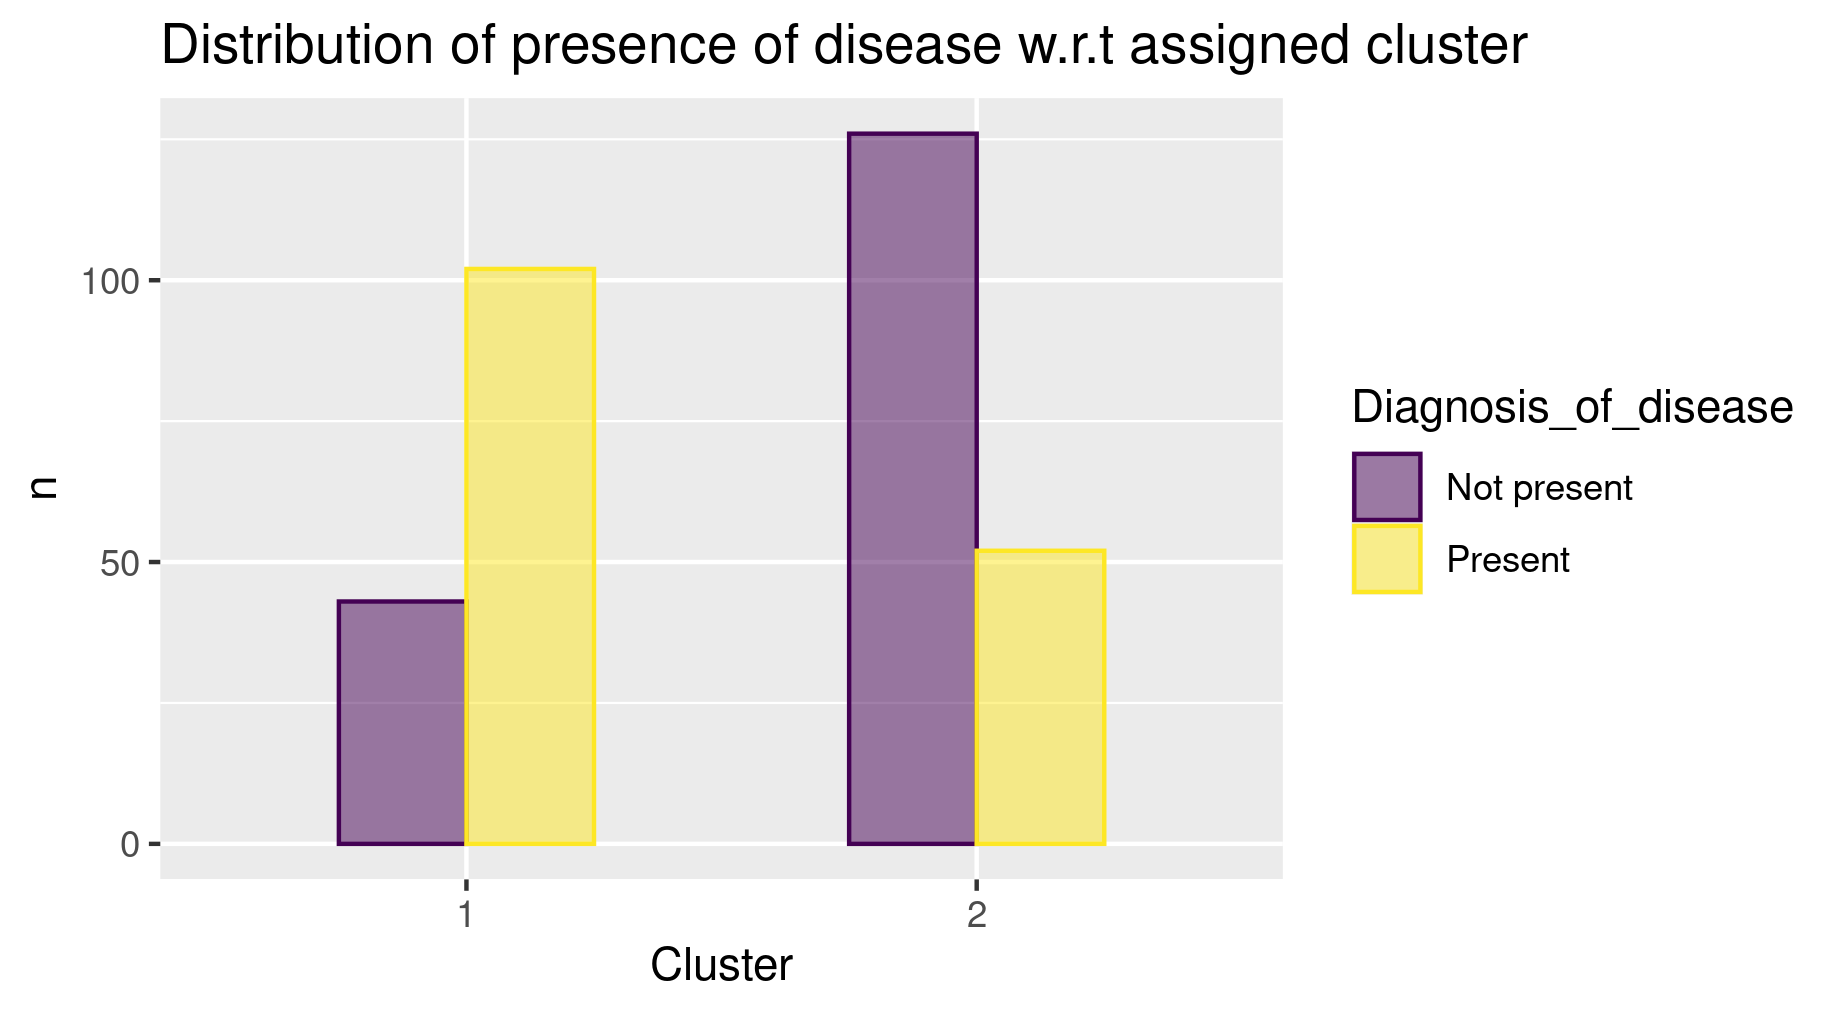 Distribution of presence of disease w.r.t assigned cluster
100
50
0
n
1
2
Cluster
Diagnosis_of_disease
Not present
Present